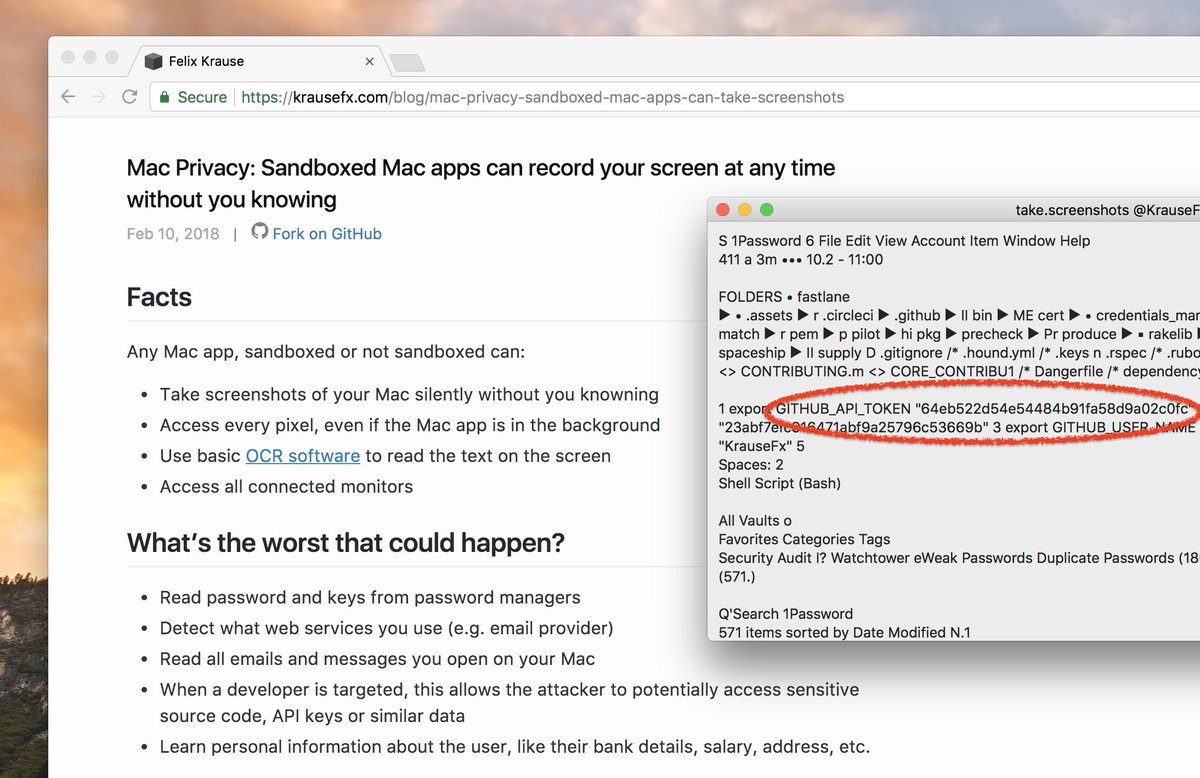 Felix Krause
Secure https://krausefx.com/blog/mac-privacy-sandboxed-mac-apps-can-take-screenshots
Mac Privacy: Sandboxed Mac apps can record your screen at any time
without you knowing
Feb 10, 2018 | Fork on GitHub
Facts
Any Mac app, sandboxed or not sandboxed can:
• Take screenshots of your Mac silently without you knowning
• Access every pixel, even if the Mac app is in the background
• Use basic OCR software to read the text on the screen
• Access all connected monitors
What's the worst that could happen?
• Read password and keys from password managers
• Detect what web services you use (e.g. email provider)
• Read all emails and messages you open on your Mac
• When a developer is targeted, this allows the attacker to potentially access sensitive
source code, API keys or similar data
• Learn personal information about the user, like their bank details, salary, address, etc.
take.screenshots @KrauseF
S 1Password 6 File Edit View Account Item Window Help
411 a 3m ••• 10.2 - 11:00
FOLDERS • fastlane
▶ • .assets ▶ r .circleci ▶ .github ▶ II bin ▶ ME cert ▶ • credentials_mar
match ▶ r pem ▶ p pilot ▶ hi pkg ▶ precheck ▶ Pr produce ▶ ▪ rakelib
spaceship ▶ II supply D .gitignore /* .hound.yml /* .keys n .rspec /* .rubo
<> CONTRIBUTING.m <> CORE_CONTRIBU1 /* Dangerfile /* dependency
1 export GITHUB_API_TOKEN "64eb522d54e54484b91fa58d9a02c0fc
3 export GITHUB_USER_NAME
"KrauseFx" 5
Spaces: 2
Shell Script (Bash)
All Vaults o
Favorites Categories Tags
Security Audit I? Watchtower eWeak Passwords Duplicate Passwords (18
(571.)
Q'Search 1Password
571 items sorted by Date Modified N.1